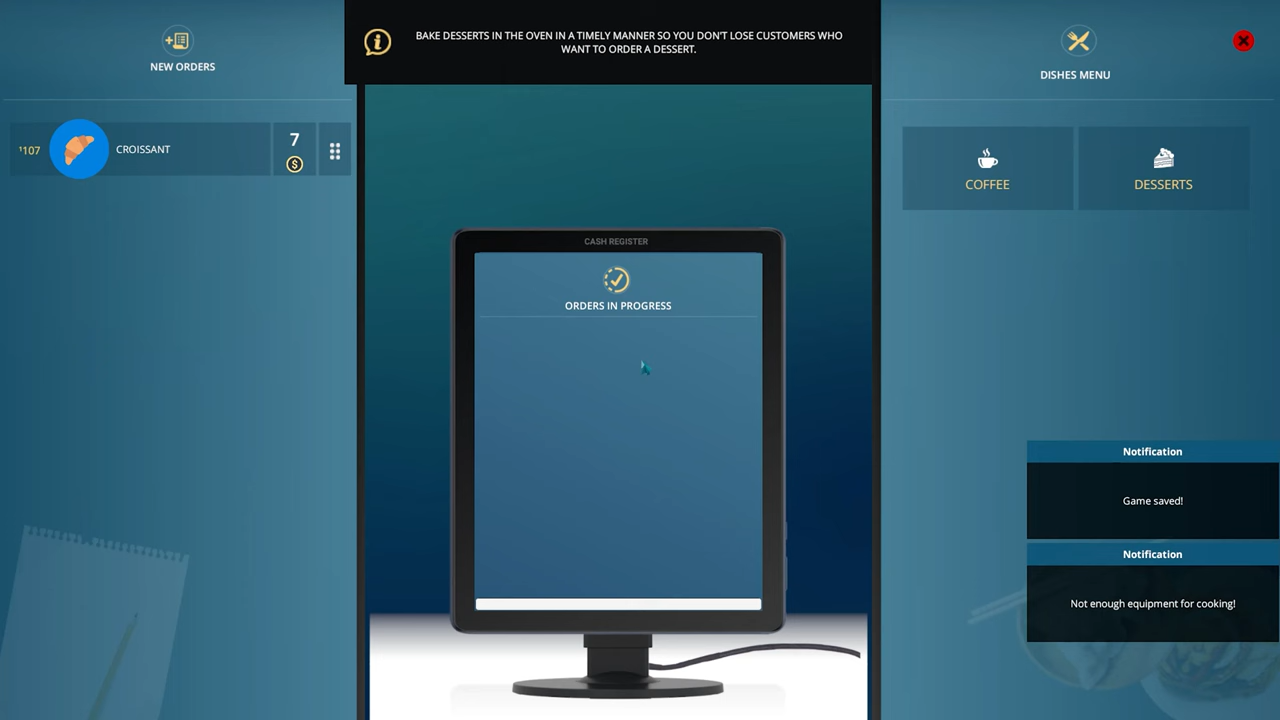 NEW ORDERS
BAKE DESSERTS IN THE OVEN IN A TIMELY MANNER SO YOU DON'T LOSE CUSTOMERS WHO
WANT TO ORDER A DESSERT.
DISHES MENU
$107
CROISSANT
7
COFFEE
DESSERTS
CASH REGISTER
ORDERS IN PROGRESS
Notification
Game saved!
Notification
Not enough equipment for cooking!